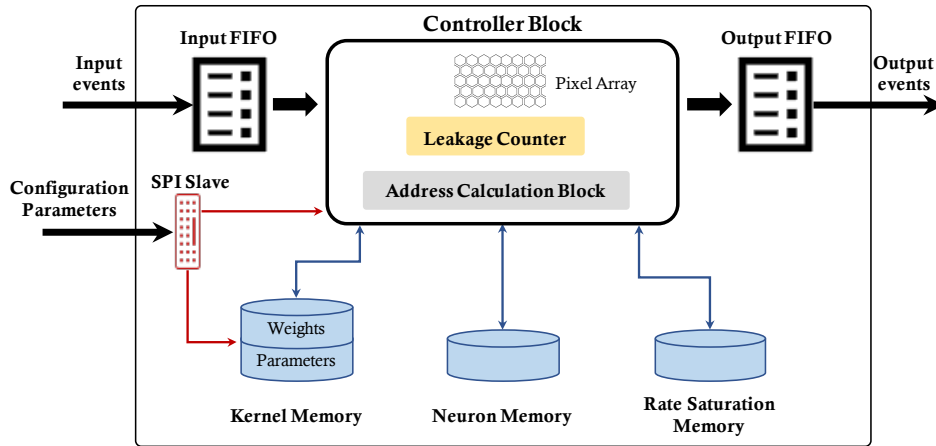 Controller Block
Input FIFO
Output FIFO
Input
events
Output
events
Pixel Array
Leakage Counter
Address Calculation Block
SPI Slave
Configuration
Parameters
Weights
Parameters
Kernel Memory
Neuron Memory
Rate Saturation
Memory